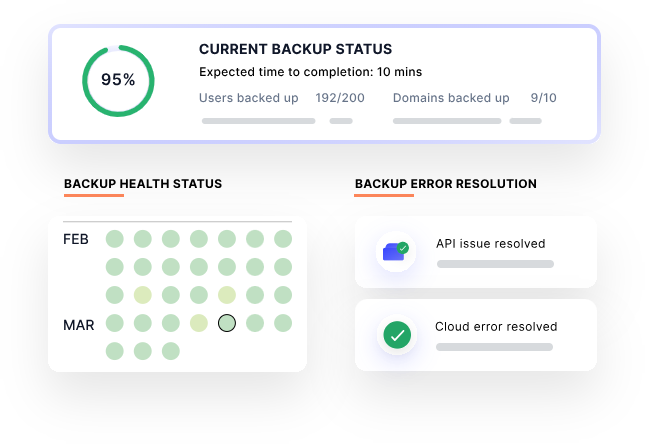 95%
CURRENT BACKUP STATUS
Expected time to completion: 10 mins
Users backed up 192/200 Domains backed up 9/10
BACKUP HEALTH STATUS
FEB
MAR
BACKUP ERROR RESOLUTION
API issue resolved
Cloud error resolved